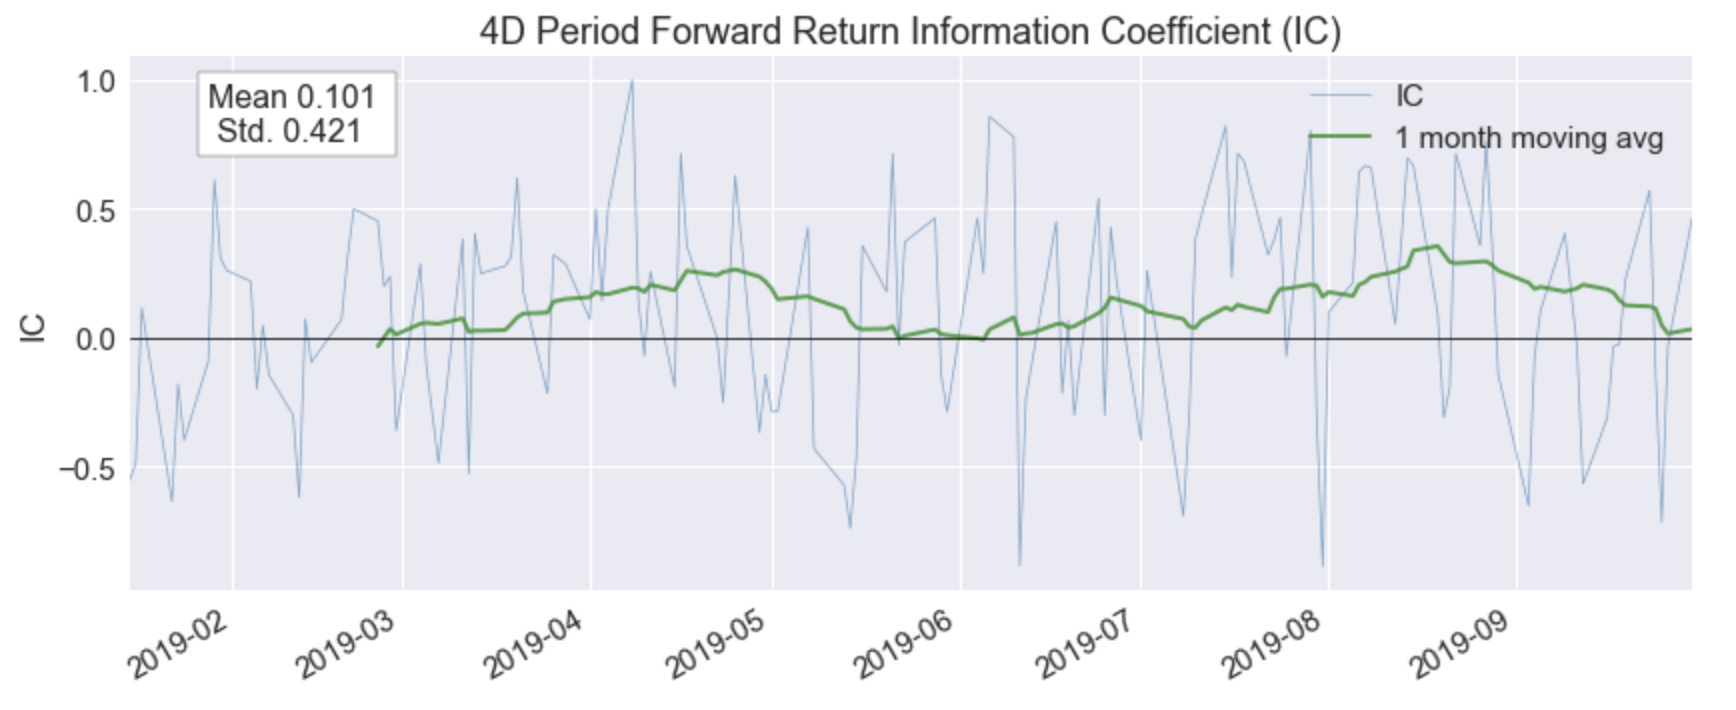 4D Period Forward Return Information Coefficient (IC)
Mean 0.101
Std. 0.421
IC
1 month moving avg
IC
1.0
0.5
0.0
−0.5
2019-02
2019-03
2019-04
2019-05
2019-06
2019-07
2019-08
2019-09